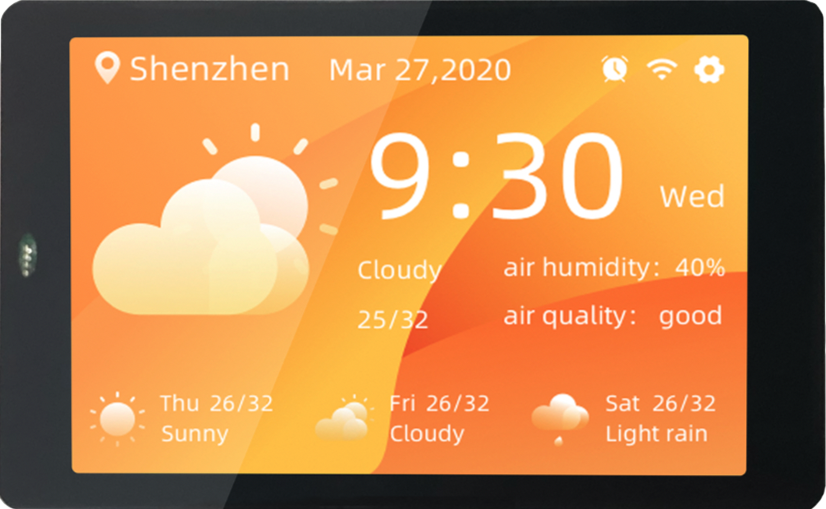 Shenzhen Mar 27,2020
9:30 Wed
Cloudy air humidity: 40%
25/32 air quality: good
Thu 26/32 Fri 26/32 Sat 26/32
Sunny Cloudy Light rain